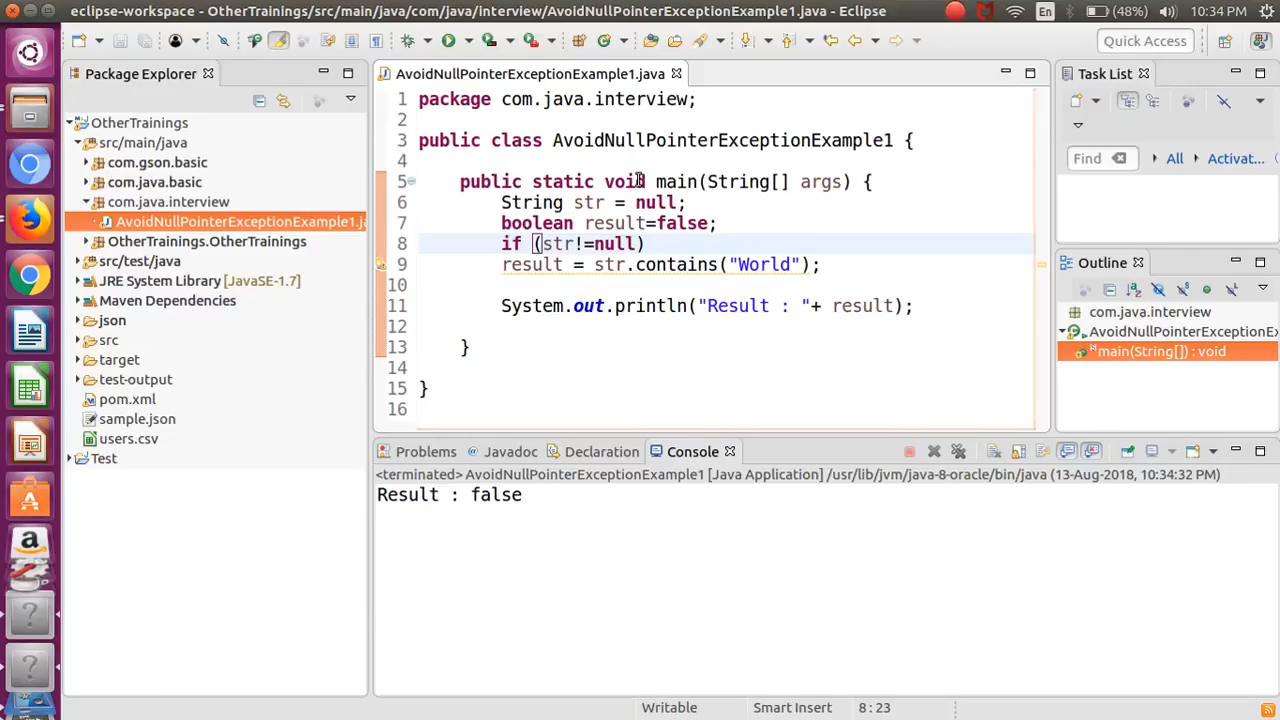 eclipse-workspace - OtherTrainings/src/main/java/com/java/interview/AvoidNullPointerExceptionExample1.java - Eclipse
En (48%) 10:34 PM
Quick Access
Package Explorer
OtherTrainings
src/main/java
com.gson.basic
com.java.basic
com.java.interview
AvoidNullPointerExceptionExample1.ja
OtherTrainings.OtherTrainings
src/test/java
JRE System Library [JavaSE-1.7]
Maven Dependencies
json
src
target
test-output
pom.xml
sample.json
users.csv
Test
AvoidNullPointerExceptionExample1.java
1 package com.java.interview;
2
3 public class AvoidNullPointerExceptionExample1 {
4
5 public static void main(String[] args) {
6 String str = null;
7 boolean result=false;
8 if (str!=null)
9 result = str.contains("World");
10
11 System.out.println("Result : "+ result);
12
13 }
14
15 }
16
Task List
Find All Activat...
Outline
com.java.interview
AvoidNullPointerExceptionEx
main(String[]) : void
Problems Javadoc Declaration Console
<terminated> AvoidNullPointerExceptionExample1 [Java Application] /usr/lib/jvm/java-8-oracle/bin/java (13-Aug-2018, 10:34:32 PM)
Result : false
Writable Smart Insert 8:23